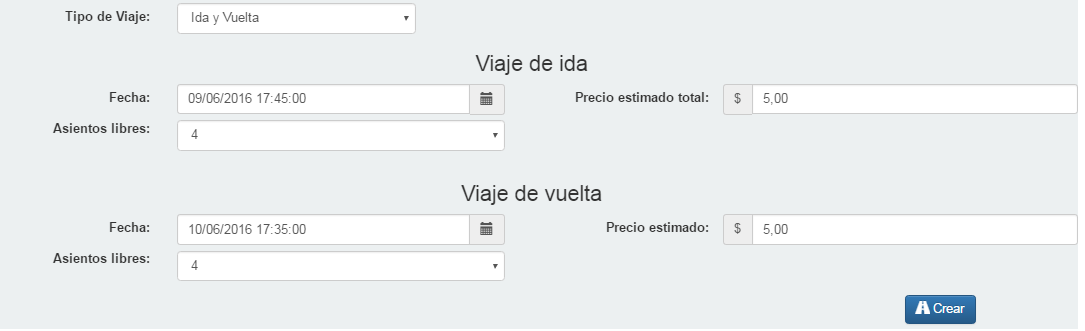 Tipo de Viaje: Ida y Vuelta
Viaje de ida
Fecha: 09/06/2016 17:45:00 Precio estimado total: $ 5,00
Asientos libres: 4
Viaje de vuelta
Fecha: 10/06/2016 17:35:00 Precio estimado: $ 5,00
Asientos libres: 4
Crear